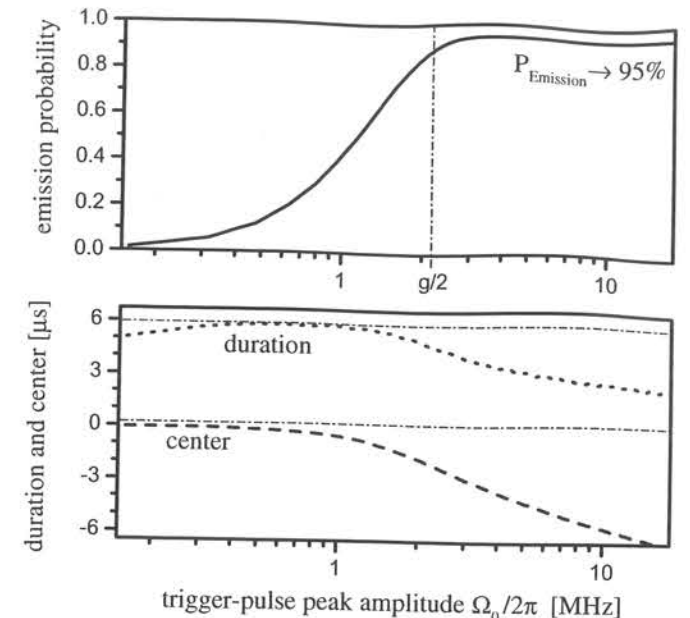 emission probability
1.0
0.8
0.6
0.4
0.2
0.0
P_Emission → 95%
1
g/2
10
duration and center [μs]
6
3
0
-3
-6
duration
center
1
10
trigger-pulse peak amplitude Ω₀/2π [MHz]